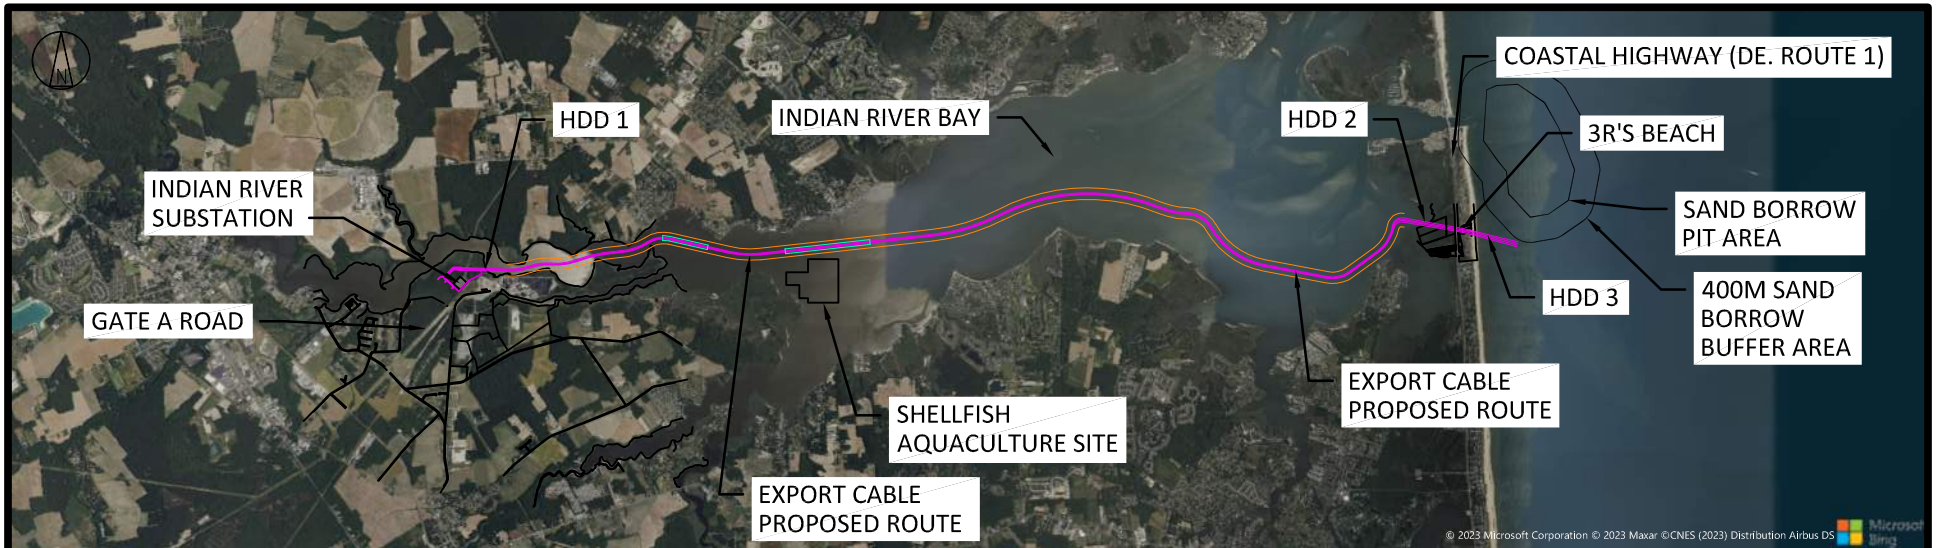 N
COASTAL HIGHWAY (DE. ROUTE 1)
HDD 1
INDIAN RIVER BAY
HDD 2
3R'S BEACH
INDIAN RIVER
SUBSTATION
SAND BORROW
PIT AREA
GATE A ROAD
HDD 3
400M SAND
BORROW
BUFFER AREA
EXPORT CABLE
PROPOSED ROUTE
SHELLFISH
AQUACULTURE SITE
EXPORT CABLE
PROPOSED ROUTE
© 2023 Microsoft Corporation © 2023 Maxar ©CNES (2023) Distribution Airbus DS
Microsoft
Bing